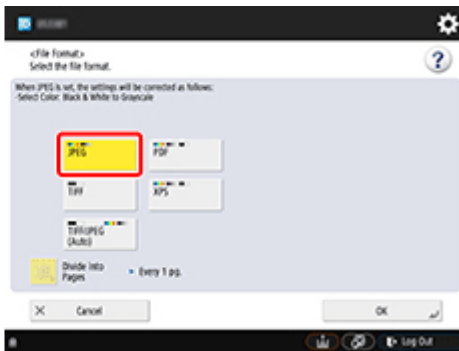 <File Format>
Select the file format.
When JPEG is set, the settings will be corrected as follows:
-Select Color: Black & White to Grayscale
JPEG
PDF
TIFF
XPS
TIFF/JPEG
(Auto)
Divide Into
Pages
Every 1 pg.
Cancel
OK
Log Out